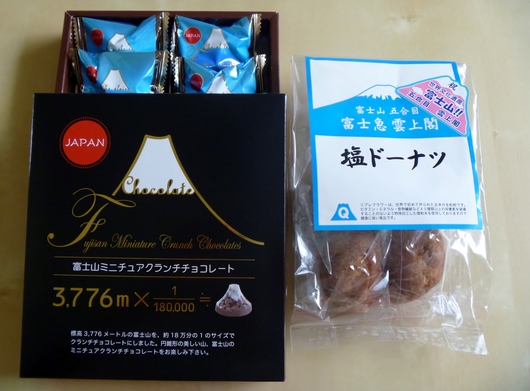 JAPAN
Chocolate
Fujisan Miniature Crunch Chocolates
富士山ミニチュアクランチチョコレート
3,776m×1/180,000≒
標高3,776メートルの富士山を、約18万分の1のサイズで
クランチチョコレートにしました。円錐形の美しい山、富士山の
ミニチュアクランチチョコレートをお楽しみ下さい。
祝
世界文化遺産
富士山!!
五合目 雲上閣
富士山 五合目
富士急 雲上閣
塩ドーナツ
Q